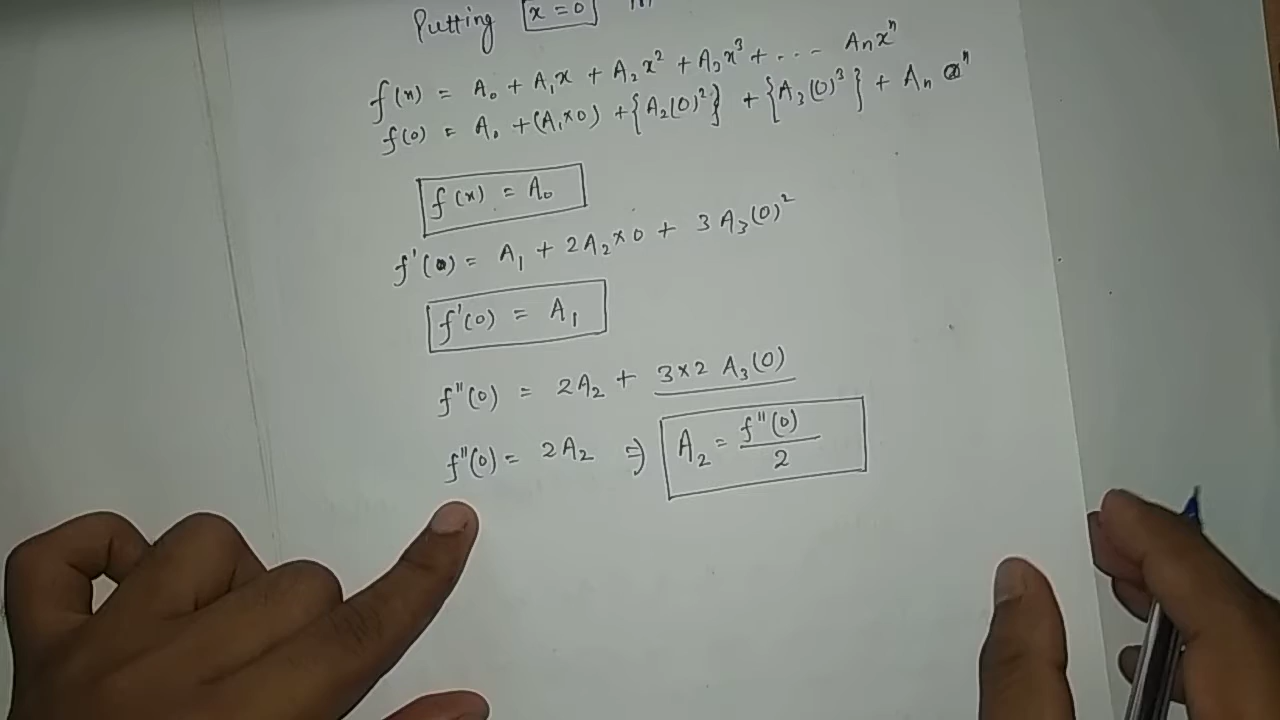 Putting x = 0
f(x) = A₀ + A₁x + A₂x² + A₃x³ + ... Aₙxⁿ
f(0) = A₀ + (A₁×0) + {A₂(0)²} + {A₃(0)³} + Aₙ 0ⁿ
f(x) = A₀
f'(0) = A₁ + 2A₂×0 + 3A₃(0)²
f'(0) = A₁
f''(0) = 2A₂ + 3×2 A₃(0)
f''(0) = 2A₂ ⇒ A₂ = f''(0)/2